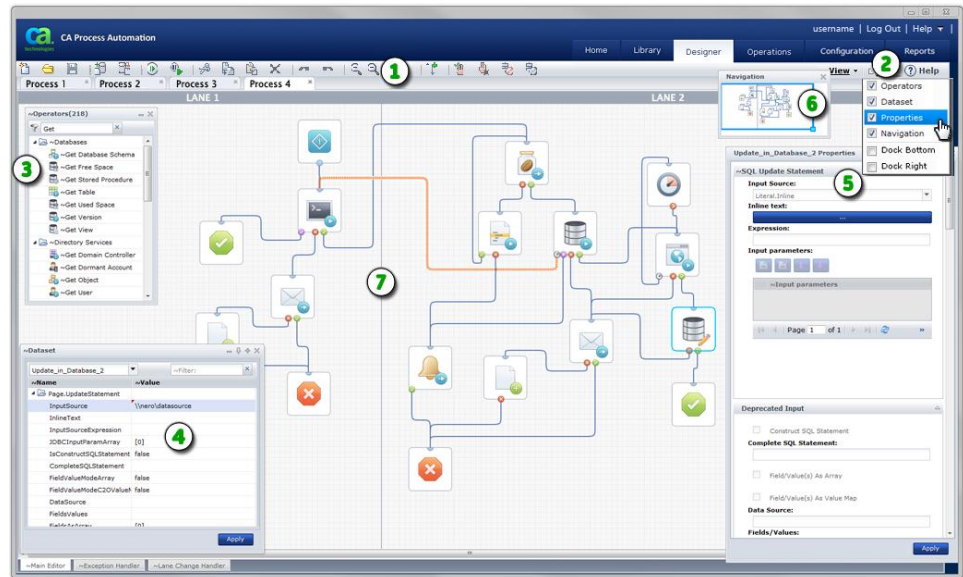 username | Log Out | Help
ca technologies CA Process Automation
Home Library Designer Operations Configuration Reports
1 2
Process 1 Process 2 Process 3 Process 4
View Help
LANE 1 LANE 2
Navigation
6
Operators
Dataset
Properties
Navigation
Dock Bottom
Dock Right
~Operators(218)
Get
3
~Databases
~Get Database Schema
~Get Free Space
~Get Stored Procedure
~Get Table
~Get Used Space
~Get Version
~Get View
~Directory Services
~Get Domain Controller
~Get Dormant Account
~Get Object
~Get User
7
Update_in_Database_2 Properties
~SQL Update Statement
5
Input Source:
Literal.Inline
Inline text:
...
Expression:
Input parameters:
~Input parameters
Page 1 of 1
Deprecated Input
Construct SQL Statement
Complete SQL Statement:
Field/Value(s) As Array
Field/Value(s) As Value Map
Data Source:
Fields/Values:
Apply
~Dataset
Update_in_Database_2 ~Filter:
~Name ~Value
4
Page.UpdateStatement
InputSource \\nero\datasource
InlineText
InputSourceExpression
JDBCInputParamArray [0]
IsConstructSQLStatement false
CompleteSQLStatement
FieldValueModeArray false
FieldValueModeC2OValueM false
DataSource
FieldsValues
FieldsAsArray [0]
Apply
~Main Editor ~Exception Handler ~Lane Change Handler